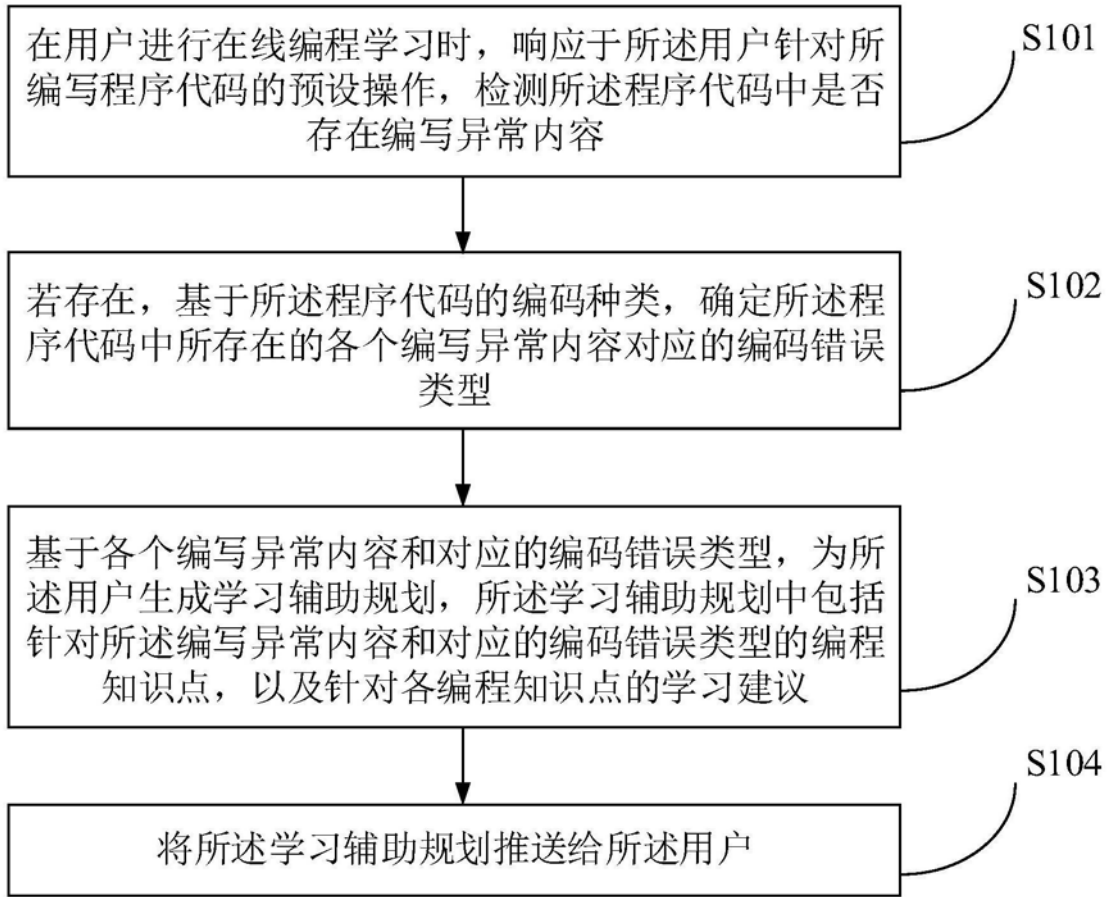 在用户进行在线编程学习时，响应于所述用户针对所
编写程序代码的预设操作，检测所述程序代码中是否
存在编写异常内容
S101
若存在，基于所述程序代码的编码种类，确定所述程
序代码中所存在的各个编写异常内容对应的编码错误
类型
S102
基于各个编写异常内容和对应的编码错误类型，为所
述用户生成学习辅助规划，所述学习辅助规划中包括
针对所述编写异常内容和对应的编码错误类型的编程
知识点，以及针对各编程知识点的学习建议
S103
将所述学习辅助规划推送给所述用户
S104